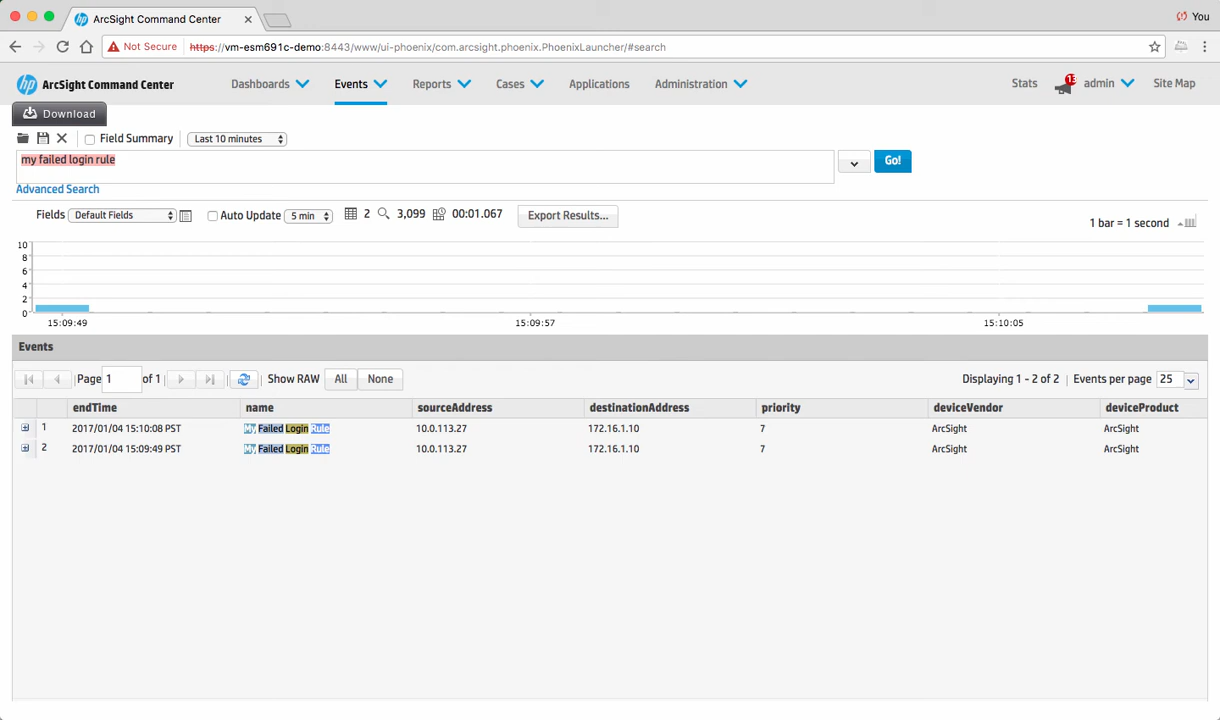 ArcSight Command Center
You
Not Secure https://vm-esm691c-demo:8443/www/ui-phoenix/com.arcsight.phoenix.PhoenixLauncher/#search
hp ArcSight Command Center Dashboards Events Reports Cases Applications Administration Stats 13 admin Site Map
Download
Field Summary Last 10 minutes
my failed login rule
Go!
Advanced Search
Fields Default Fields Auto Update 5 min 2 3,099 00:01.067 Export Results...
1 bar = 1 second
10
8
6
4
2
0
15:09:49 15:09:57 15:10:05
Events
Page 1 of 1 Show RAW All None Displaying 1 - 2 of 2 Events per page 25
endTime name sourceAddress destinationAddress priority deviceVendor deviceProduct
1 2017/01/04 15:10:08 PST My Failed Login Rule 10.0.113.27 172.16.1.10 7 ArcSight ArcSight
2 2017/01/04 15:09:49 PST My Failed Login Rule 10.0.113.27 172.16.1.10 7 ArcSight ArcSight